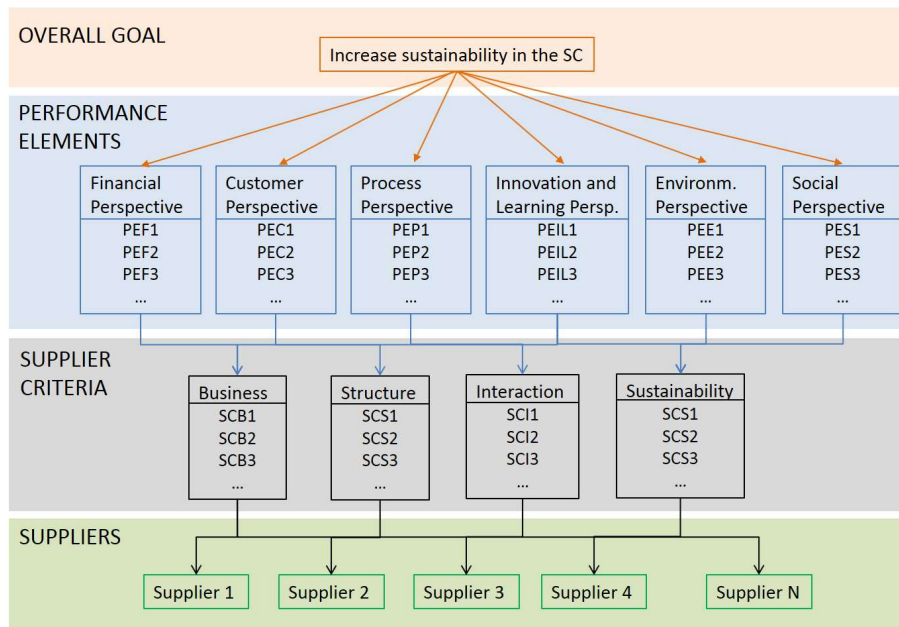 OVERALL GOAL
Increase sustainability in the SC
PERFORMANCE
ELEMENTS
Financial
Perspective
PEF1
PEF2
PEF3
...
Customer
Perspective
PEC1
PEC2
PEC3
...
Process
Perspective
PEP1
PEP2
PEP3
...
Innovation and
Learning Persp.
PEIL1
PEIL2
PEIL3
...
Environm.
Perspective
PEE1
PEE2
PEE3
...
Social
Perspective
PES1
PES2
PES3
...
SUPPLIER
CRITERIA
Business
SCB1
SCB2
SCB3
...
Structure
SCS1
SCS2
SCS3
...
Interaction
SCI1
SCI2
SCI3
...
Sustainability
SCS1
SCS2
SCS3
...
SUPPLIERS
Supplier 1
Supplier 2
Supplier 3
Supplier 4
Supplier N